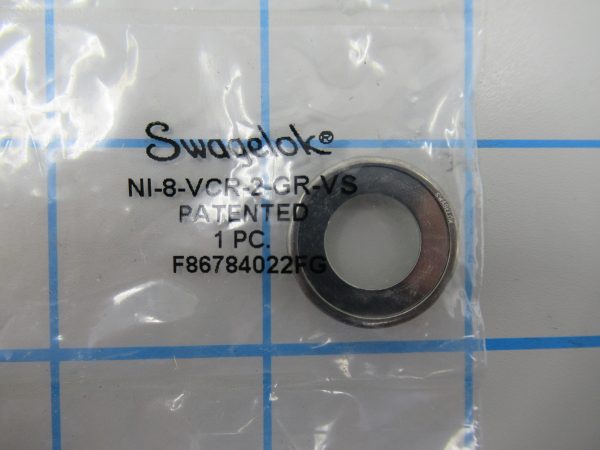 Swagelok®
NI-8-VCR-2-GR-VS
PATENTED
1 PC.
F86784022FG